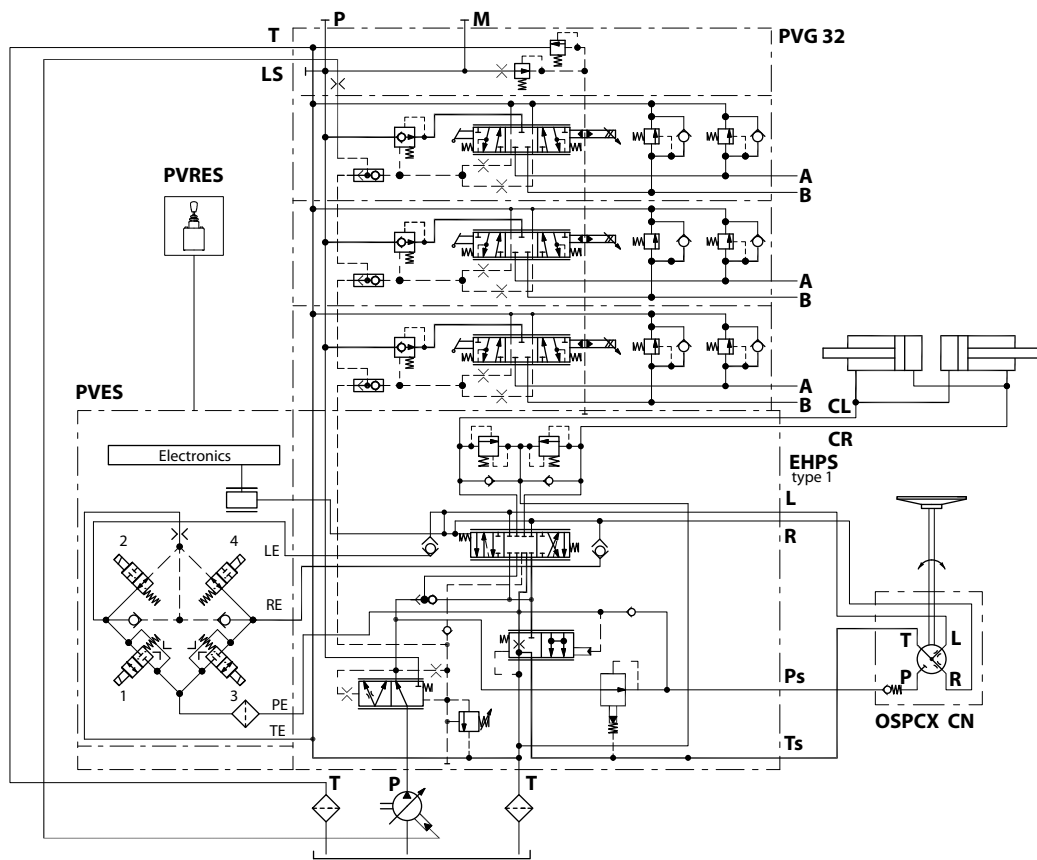 P
M
T
PVG 32
LS
A
B
PVRES
A
B
A
B
PVES
CL
CR
Electronics
EHPS
type 1
L
R
2
4
LE
RE
T
L
P
R
1
3
PE
TE
Ps
OSPCX CN
Ts
T
P
T